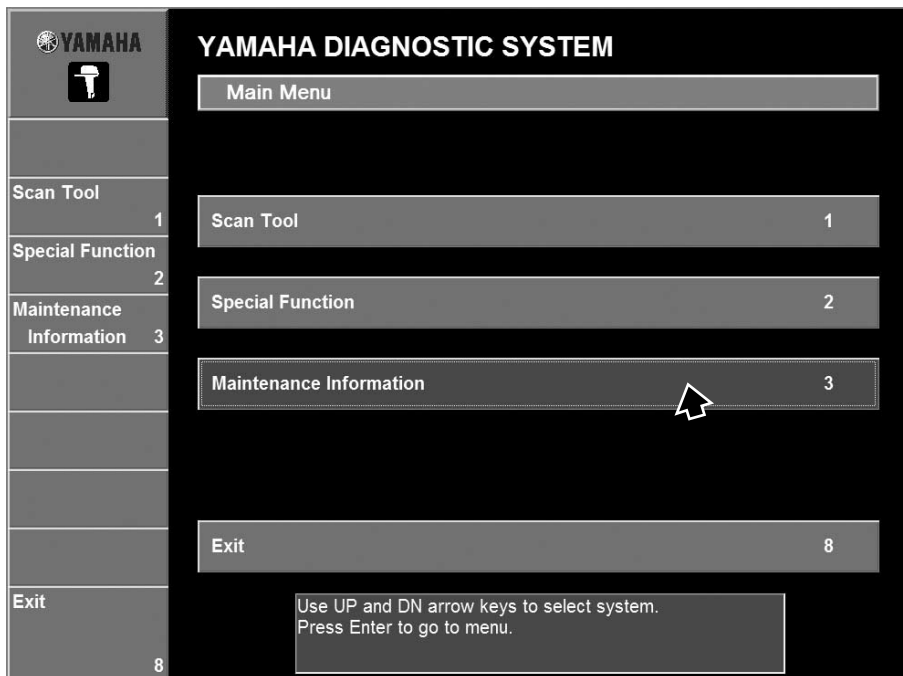 YAMAHA
YAMAHA DIAGNOSTIC SYSTEM
Main Menu
Scan Tool
1
Special Function
2
Maintenance
Information 3
Exit
8
Scan Tool 1
Special Function 2
Maintenance Information 3
Exit 8
Use UP and DN arrow keys to select system.
Press Enter to go to menu.